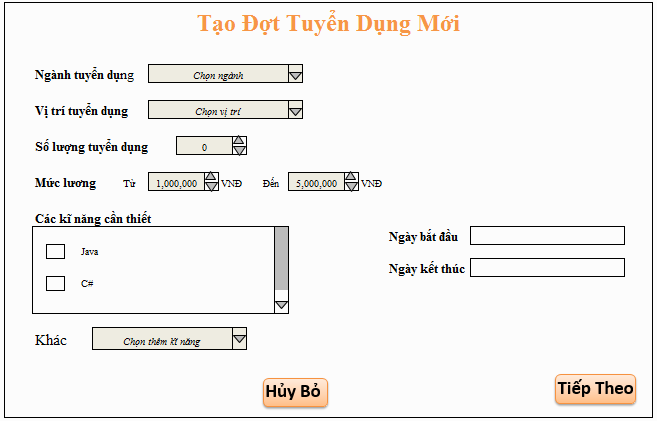 Tạo Đợt Tuyển Dụng Mới
Ngành tuyển dụng Chọn ngành
Vị trí tuyển dụng Chọn vị trí
Số lượng tuyển dụng 0
Mức lương Từ 1,000,000 VNĐ Đến 5,000,000 VNĐ
Các kĩ năng cần thiết
Java
C#
Ngày bắt đầu
Ngày kết thúc
Khác Chọn thêm kĩ năng
Hủy Bỏ
Tiếp Theo